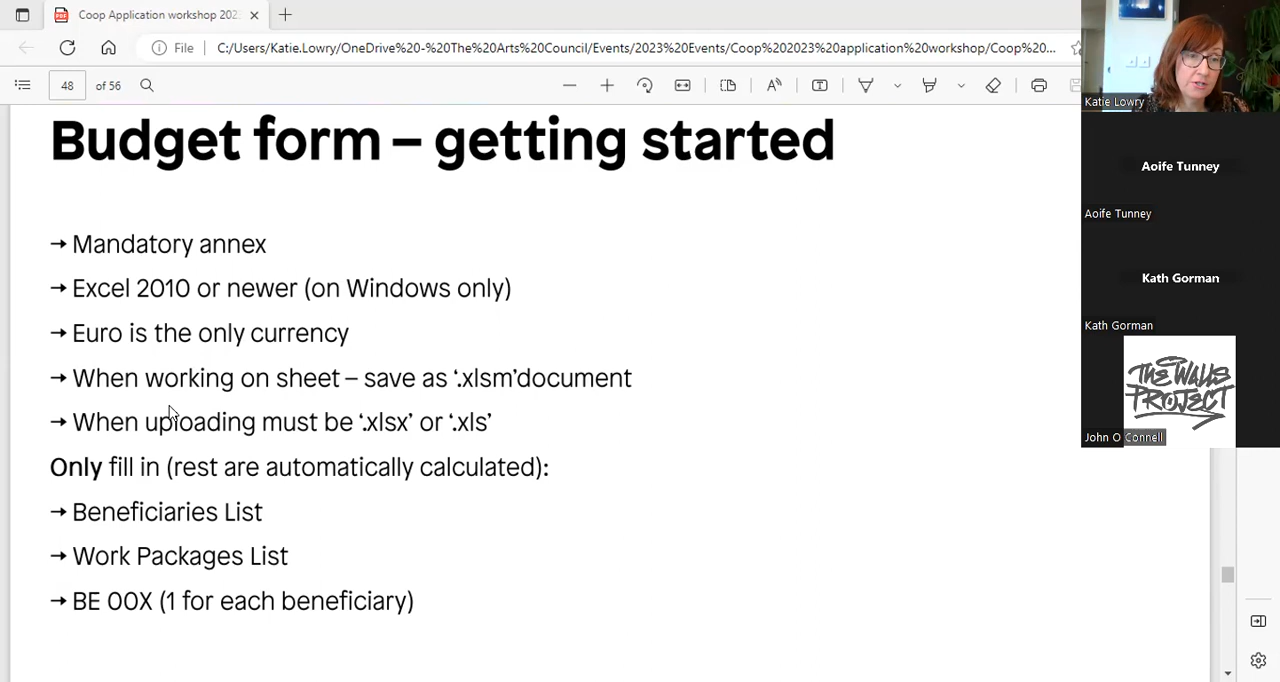 Coop Application workshop 202
File
C:/Users/Katie.Lowry/OneDrive%20-%20The%20Arts%20Council/Events/2023%20Events/Coop%202023%20application%20workshop/Coop%20...
48 of 56
Budget form – getting started
→ Mandatory annex
→ Excel 2010 or newer (on Windows only)
→ Euro is the only currency
→ When working on sheet – save as ‘.xlsm’document
→ When uploading must be ‘.xlsx’ or ‘.xls’
Only fill in (rest are automatically calculated):
→ Beneficiaries List
→ Work Packages List
→ BE 00X (1 for each beneficiary)
Katie Lowry
Aoife Tunney
Aoife Tunney
Kath Gorman
Kath Gorman
THE WALLS
PROJECT
John O Connell